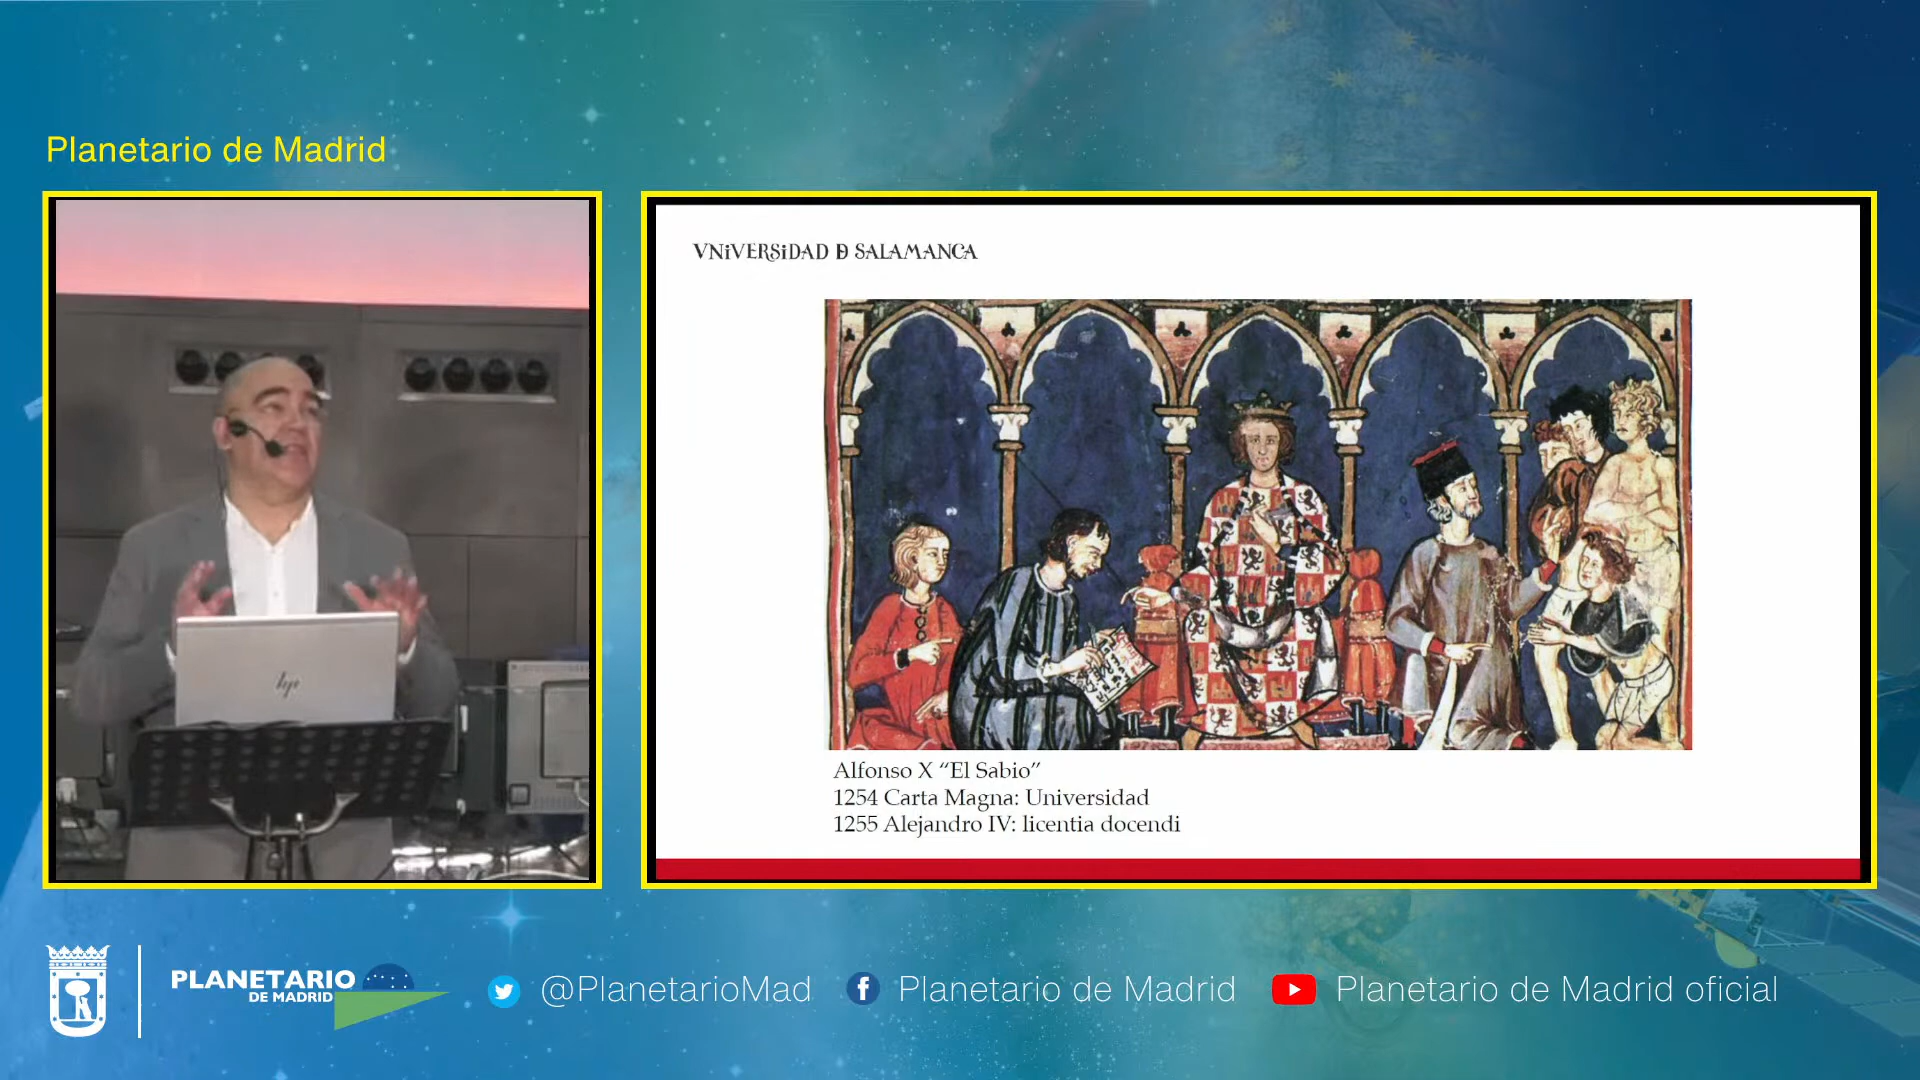 Planetario de Madrid
VNiVERSiDAD D SALAMANCA
Alfonso X “El Sabio”
1254 Carta Magna: Universidad
1255 Alejandro IV: licentia docendi
hp
PLANETARIO
DE MADRID
@PlanetarioMad
Planetario de Madrid
Planetario de Madrid oficial